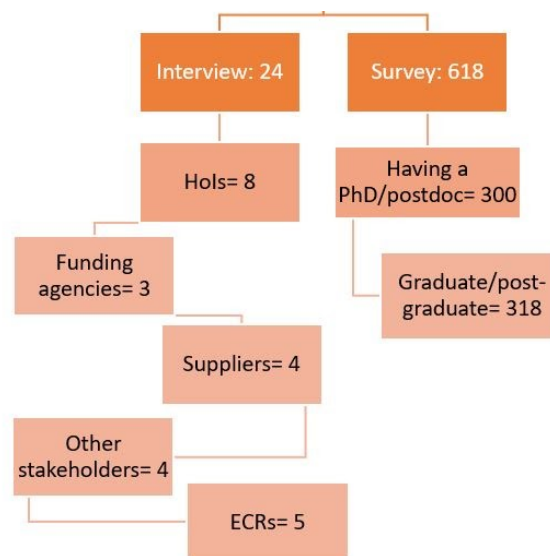 Interview: 24
Survey: 618
HoIs= 8
Having a
PhD/postdoc= 300
Funding
agencies= 3
Graduate/post-
graduate= 318
Suppliers= 4
Other
stakeholders= 4
ECRs= 5